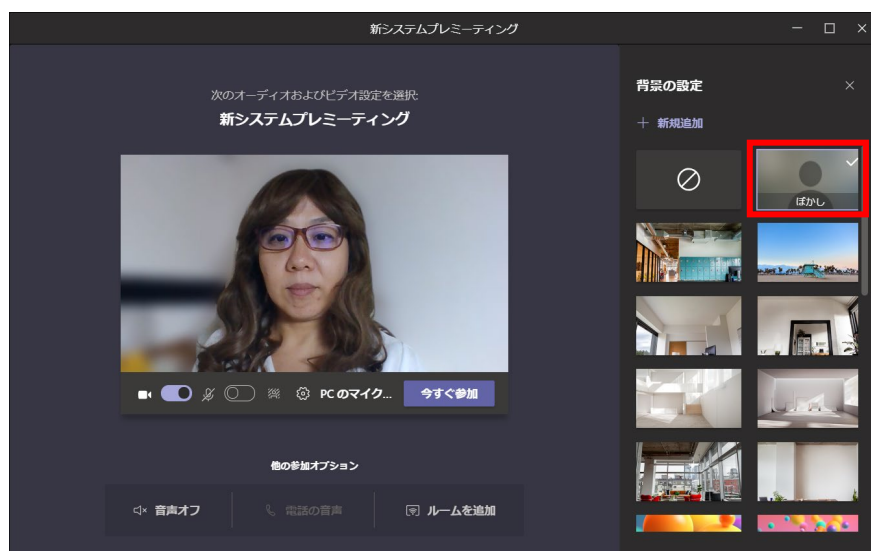 新システムプレミーティング
次のオーディオおよびビデオ設定を選択:
新システムプレミーティング
PC のマイク...
今すぐ参加
他の参加オプション
音声オフ
電話の音声
ルームを追加
背景の設定
新規追加
ぼかし